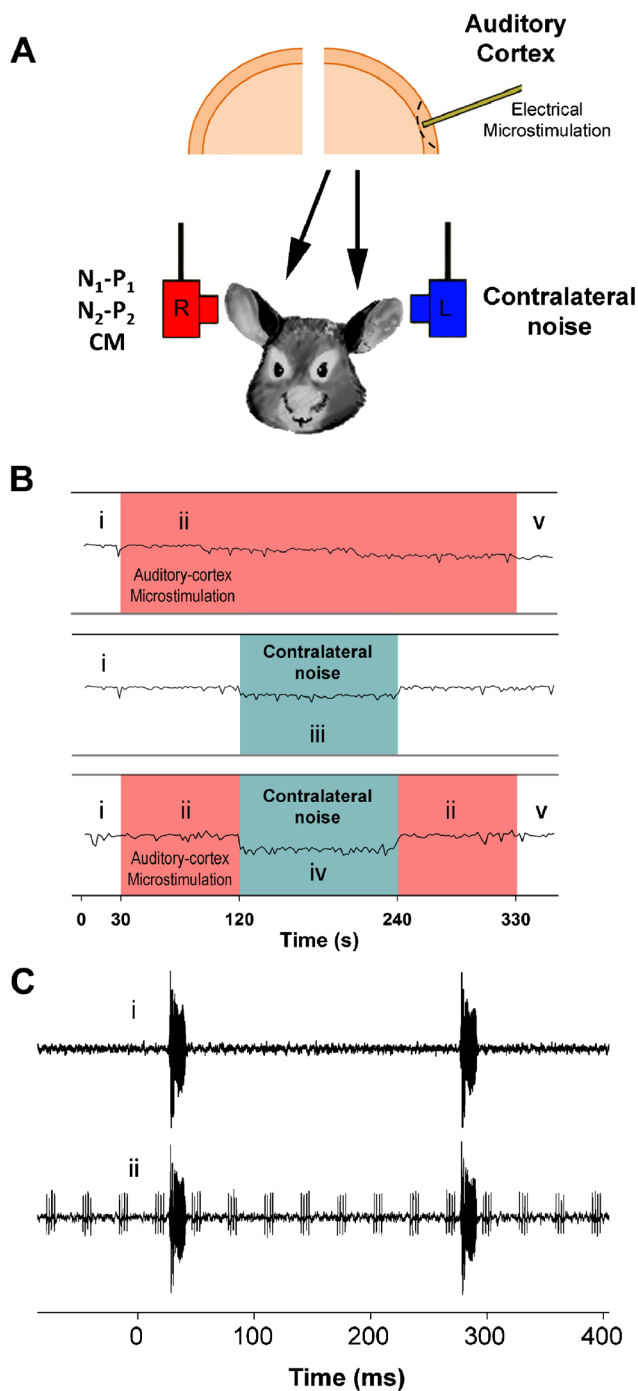 A
Auditory
Cortex
Electrical
Microstimulation
N1-P1
N2-P2
CM
R
L
Contralateral
noise
B
i
ii
v
Auditory-cortex
Microstimulation
i
Contralateral
noise
iii
i
ii
Contralateral
noise
ii
v
Auditory-cortex
Microstimulation
iv
0 30 120 240 330
Time (s)
C
i
ii
0 100 200 300 400
Time (ms)